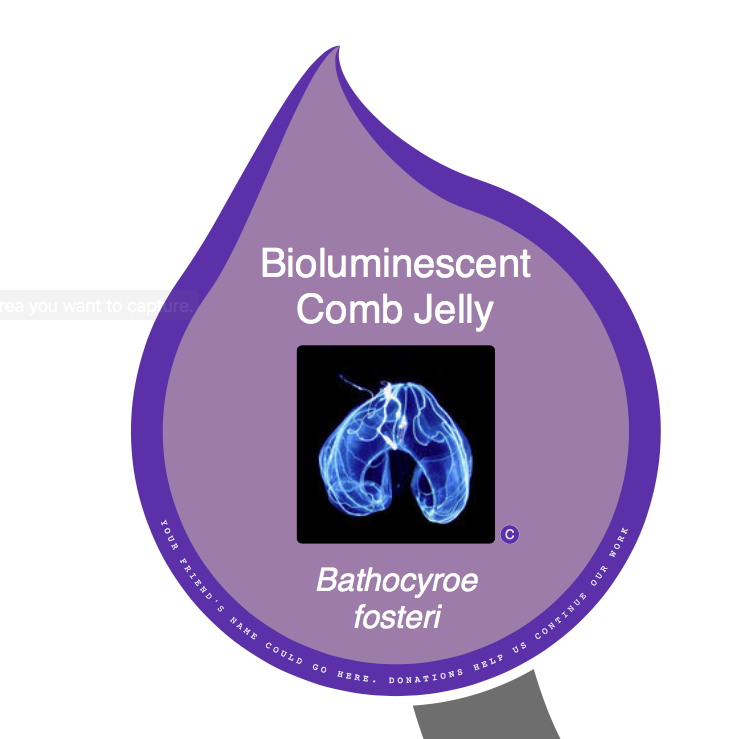 Bioluminescent
Comb Jelly
rea you want to capture.
C
Bathocyroe
fosteri
YOUR FRIEND'S NAME COULD GO HERE. DONATIONS HELP US CONTINUE OUR WORK